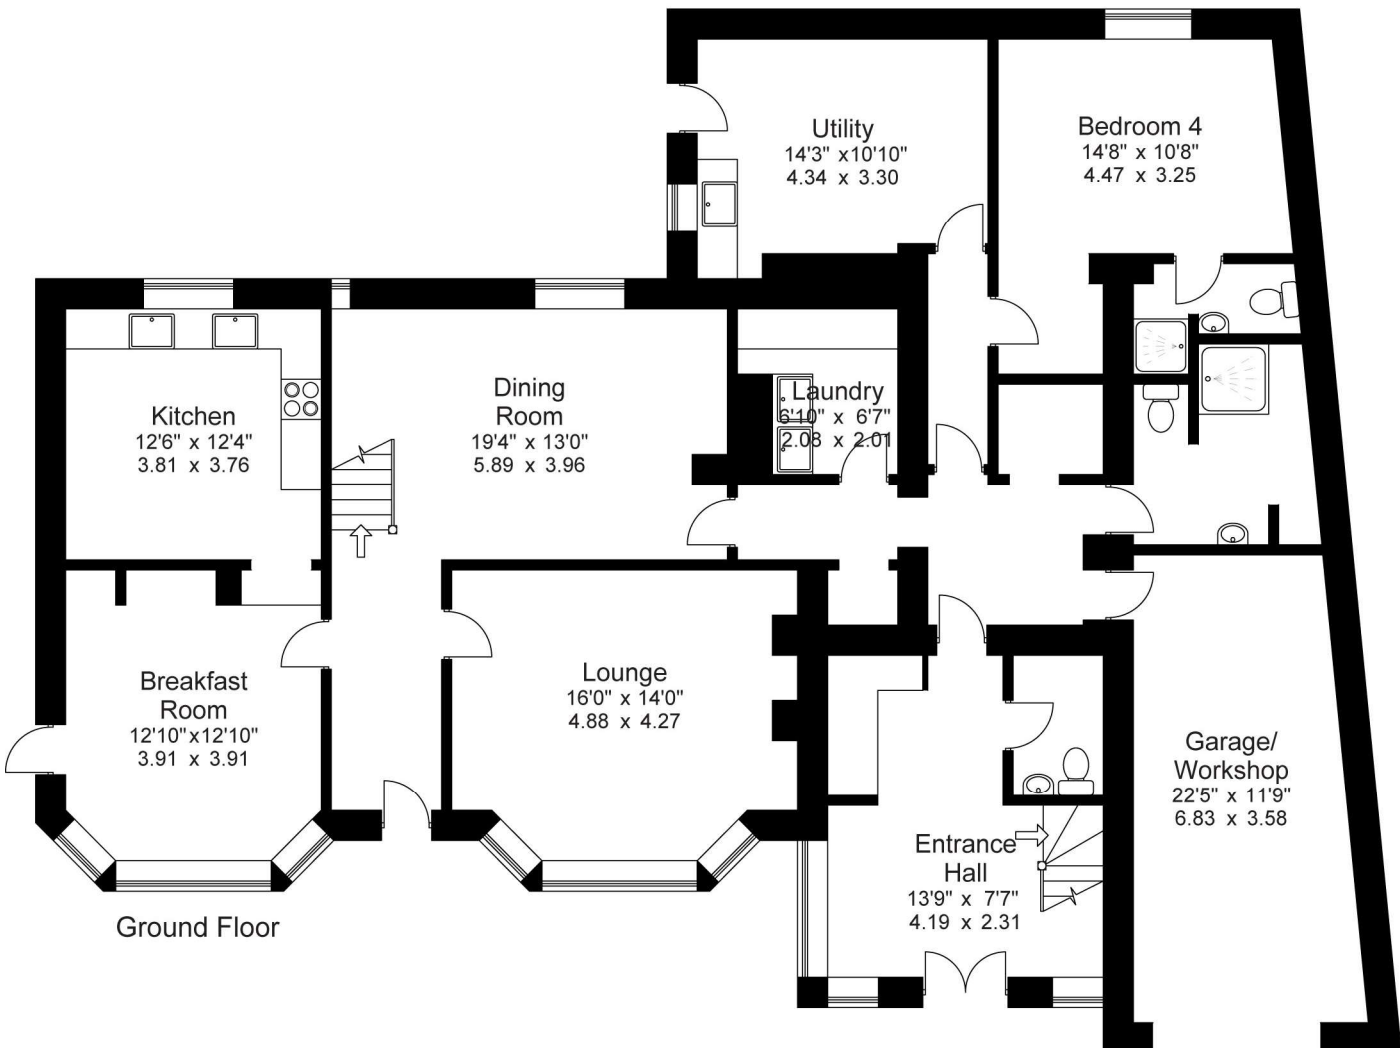 Utility
14'3" x10'10"
4.34 x 3.30
Bedroom 4
14'8" x 10'8"
4.47 x 3.25
Kitchen
12'6" x 12'4"
3.81 x 3.76
Dining
Room
19'4" x 13'0"
5.89 x 3.96
Laundry
6'10" x 6'7"
2.08 x 2.01
Breakfast
Room
12'10"x12'10"
3.91 x 3.91
Lounge
16'0" x 14'0"
4.88 x 4.27
Garage/
Workshop
22'5" x 11'9"
6.83 x 3.58
Entrance
Hall
13'9" x 7'7"
4.19 x 2.31
Ground Floor